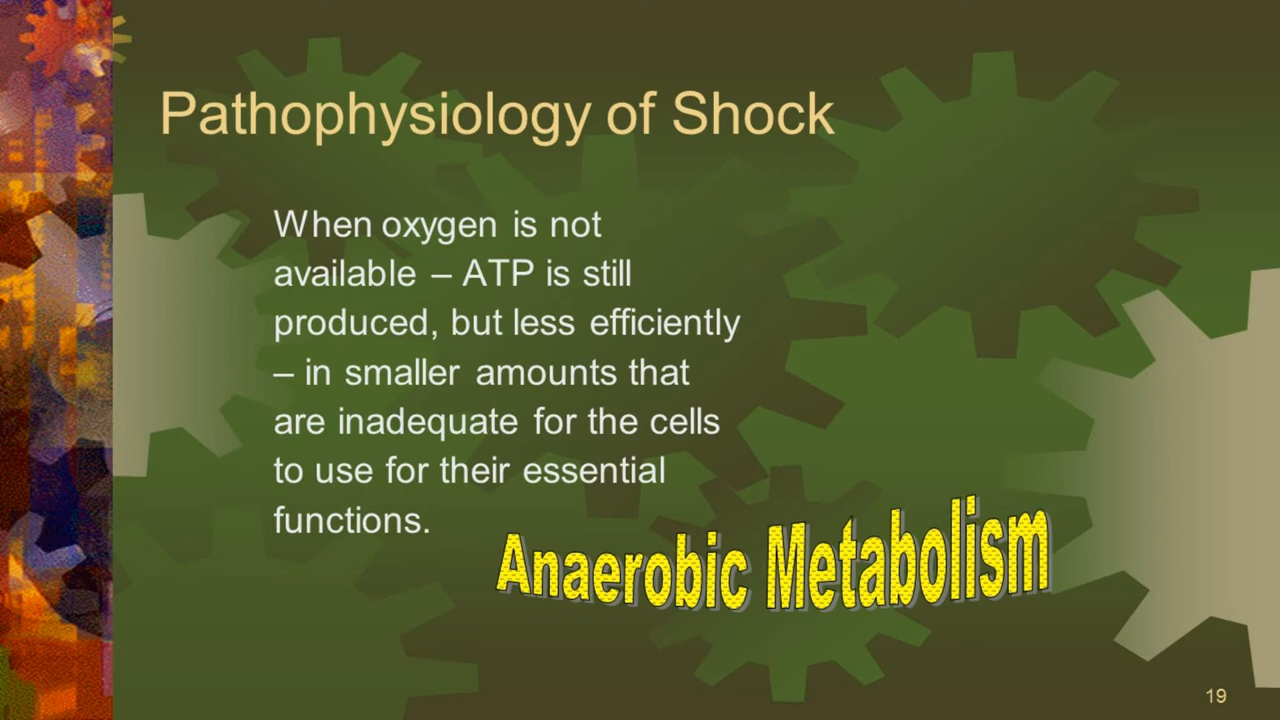 Pathophysiology of Shock
When oxygen is not
available – ATP is still
produced, but less efficiently
– in smaller amounts that
are inadequate for the cells
to use for their essential
functions.
Anaerobic Metabolism
19